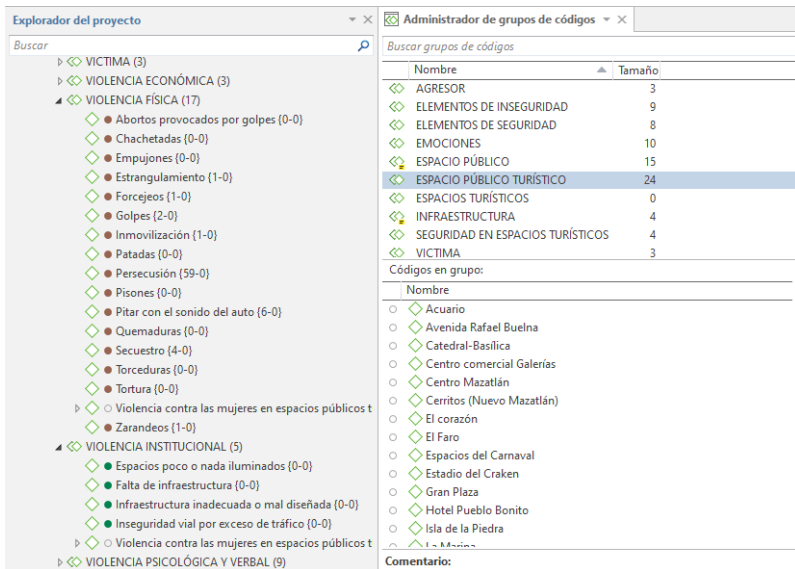 Explorador del proyecto
Buscar
VICTIMA (3)
VIOLENCIA ECONÓMICA (3)
VIOLENCIA FÍSICA (17)
Abortos provocados por golpes {0-0}
Chachetadas {0-0}
Empujones {0-0}
Estrangulamiento {1-0}
Forcejeos {1-0}
Golpes {2-0}
Inmovilización {1-0}
Patadas {0-0}
Persecusión {59-0}
Pisones {0-0}
Pitar con el sonido del auto {6-0}
Quemaduras {0-0}
Secuestro {4-0}
Torceduras {0-0}
Tortura {0-0}
Violencia contra las mujeres en espacios públicos t
Zarandeos {1-0}
VIOLENCIA INSTITUCIONAL (5)
Espacios poco o nada iluminados {0-0}
Falta de infraestructura {0-0}
Infraestructura inadecuada o mal diseñada {0-0}
Inseguridad vial por exceso de tráfico {0-0}
Violencia contra las mujeres en espacios públicos t
VIOLENCIA PSICOLÓGICA Y VERBAL (9)
Administrador de grupos de códigos
Buscar grupos de códigos
Nombre Tamaño
AGRESOR 3
ELEMENTOS DE INSEGURIDAD 9
ELEMENTOS DE SEGURIDAD 8
EMOCIONES 10
ESPACIO PÚBLICO 15
ESPACIO PÚBLICO TURÍSTICO 24
ESPACIOS TURÍSTICOS 0
INFRAESTRUCTURA 4
SEGURIDAD EN ESPACIOS TURÍSTICOS 4
VICTIMA 3
Códigos en grupo:
Nombre
Acuario
Avenida Rafael Buelna
Catedral-Basílica
Centro comercial Galerías
Centro Mazatlán
Cerritos (Nuevo Mazatlán)
El corazón
El Faro
Espacios del Carnaval
Estadio del Craken
Gran Plaza
Hotel Pueblo Bonito
Isla de la Piedra
La Marina
Comentario: